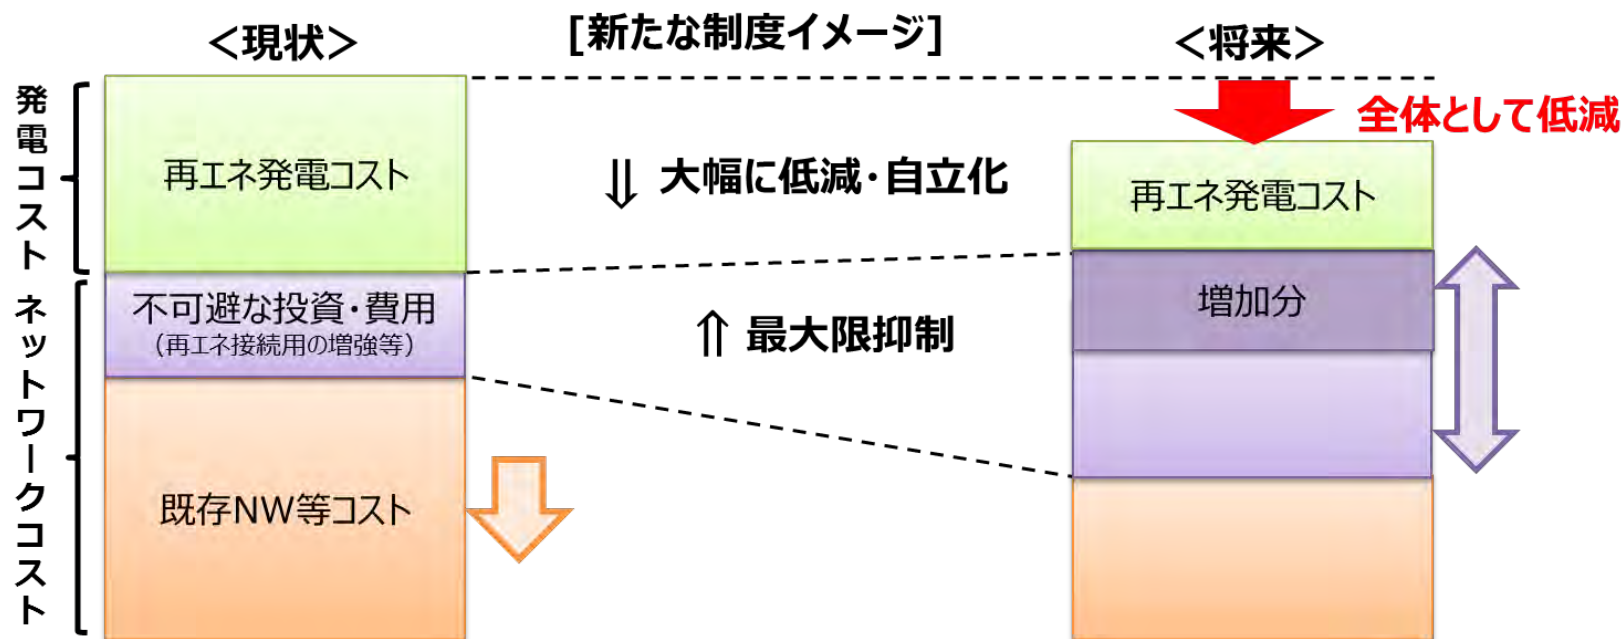 [新たな制度イメージ]
＜現状＞
＜将来＞
発電コスト
ネットワークコスト
再エネ発電コスト
不可避な投資・費用
（再エネ接続用の増強等）
既存NW等コスト
⇓ 大幅に低減・自立化
⇑ 最大限抑制
全体として低減
再エネ発電コスト
増加分